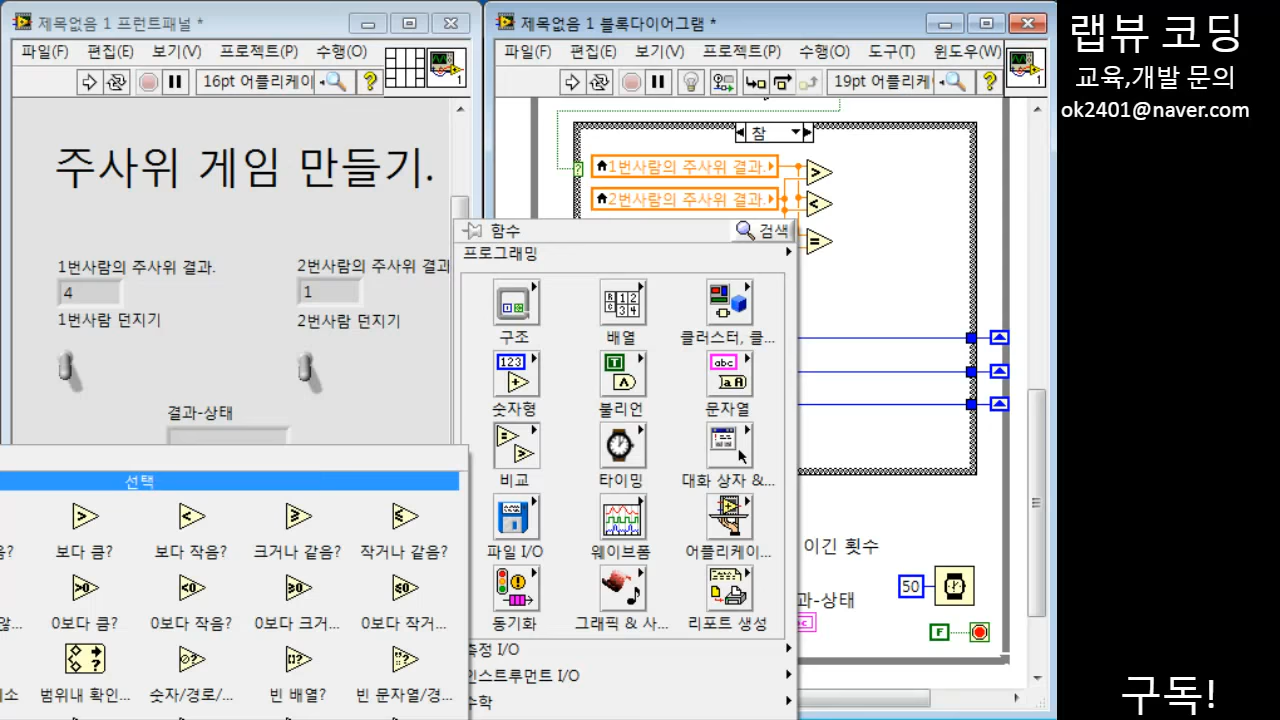 제목없음 1 프런트패널 *
파일(F) 편집(E) 보기(V) 프로젝트(P) 수행(O)
16pt 어플리케이
주사위 게임 만들기.
1번사람의 주사위 결과.
4
1번사람 던지기
2번사람의 주사위 결과
1
2번사람 던지기
결과-상태
제목없음 1 블록다이어그램 *
파일(F) 편집(E) 보기(V) 프로젝트(P) 수행(O) 도구(T) 윈도우(W)
19pt 어플리케
참
1번사람의 주사위 결과.
2번사람의 주사위 결과.
이긴 횟수
과-상태
50
F
함수
검색
프로그래밍
구조
배열
클러스터, 클...
숫자형
불리언
문자열
비교
타이밍
대화 상자 &...
파일 I/O
웨이브폼
어플리케이...
동기화
그래픽 & 사...
리포트 생성
측정 I/O
인스트루먼트 I/O
수학
선택
보다 큼?
보다 작음?
크거나 같음?
작거나 같음?
0보다 큼?
0보다 작음?
0보다 크거...
0보다 작거...
범위내 확인...
숫자/경로/...
빈 배열?
빈 문자열/경...
랩뷰 코딩
교육,개발 문의
ok2401@naver.com
구독!